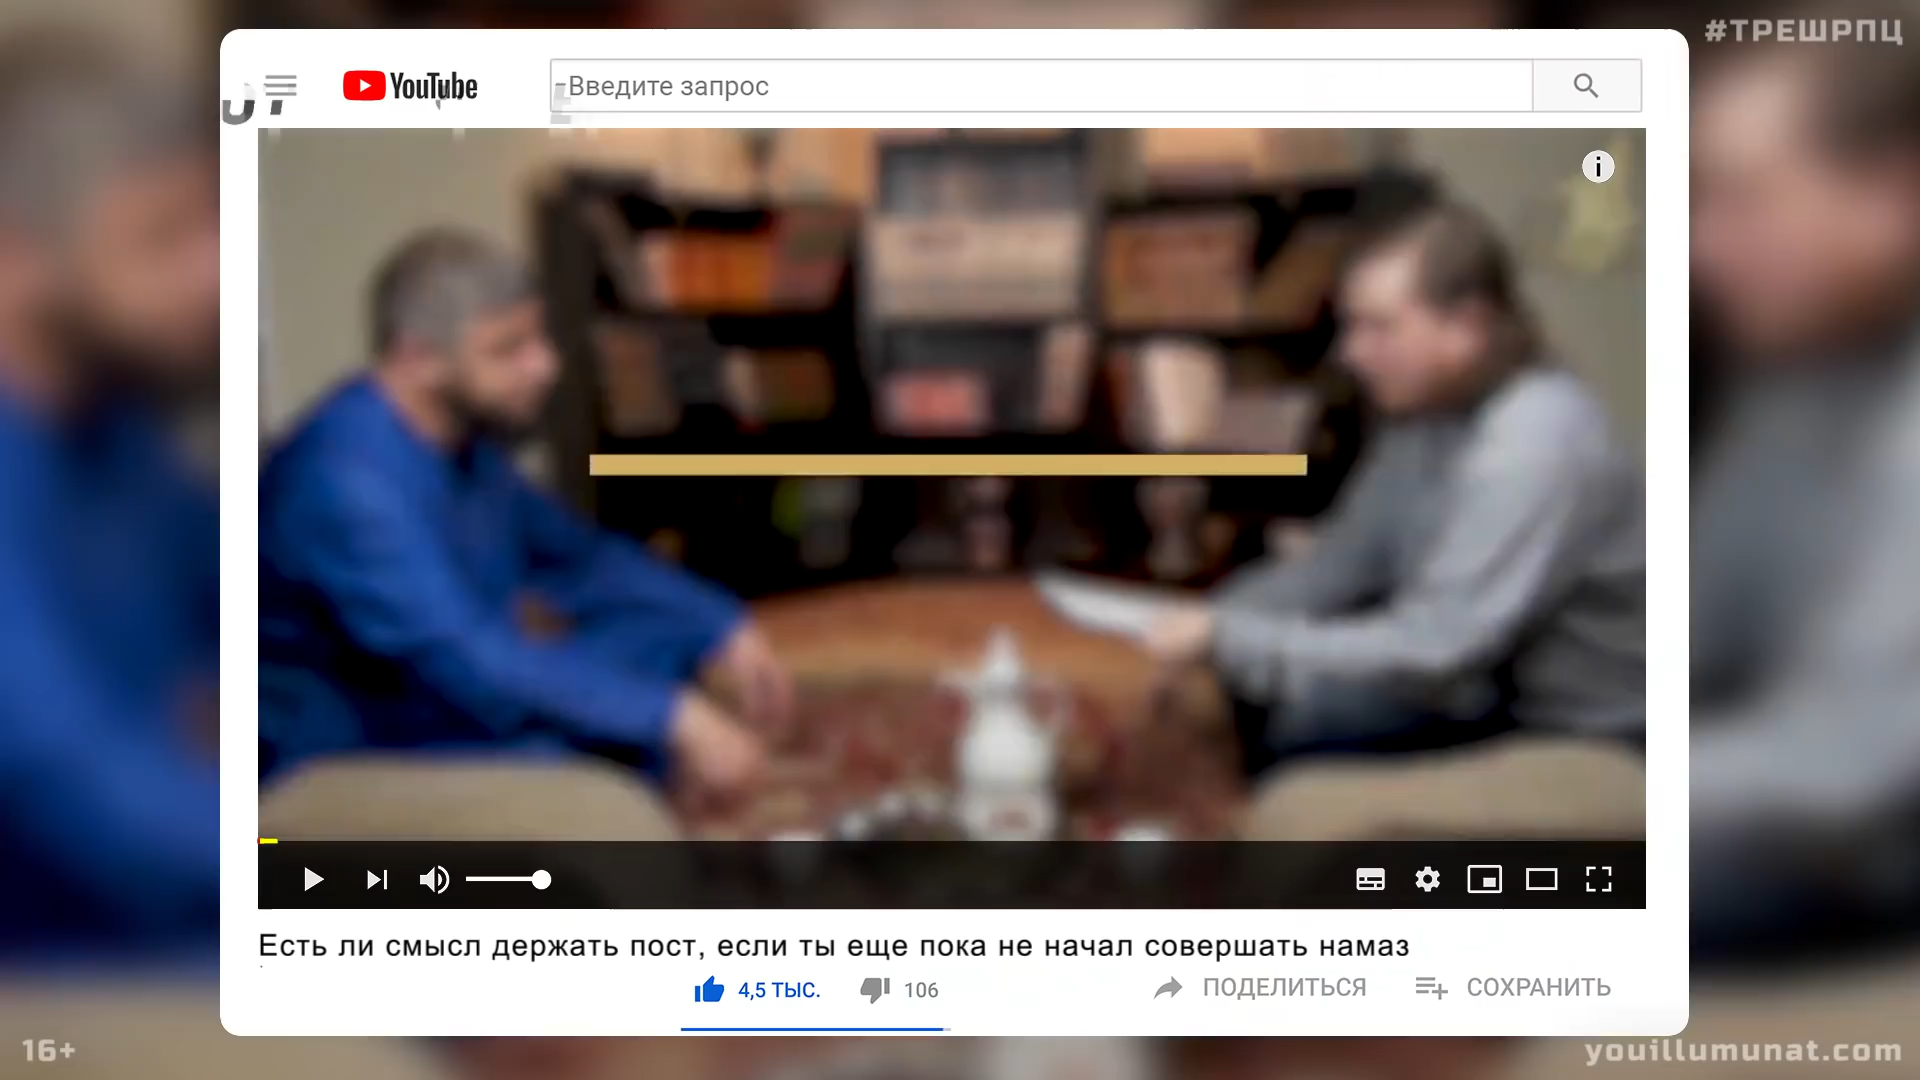 #ТРЕШРПЦ
YouTube
Введите запрос
Есть ли смысл держать пост, если ты еще пока не начал совершать намаз
4,5 ТЫС.
106
ПОДЕЛИТЬСЯ
СОХРАНИТЬ
16+
youillumunat.com